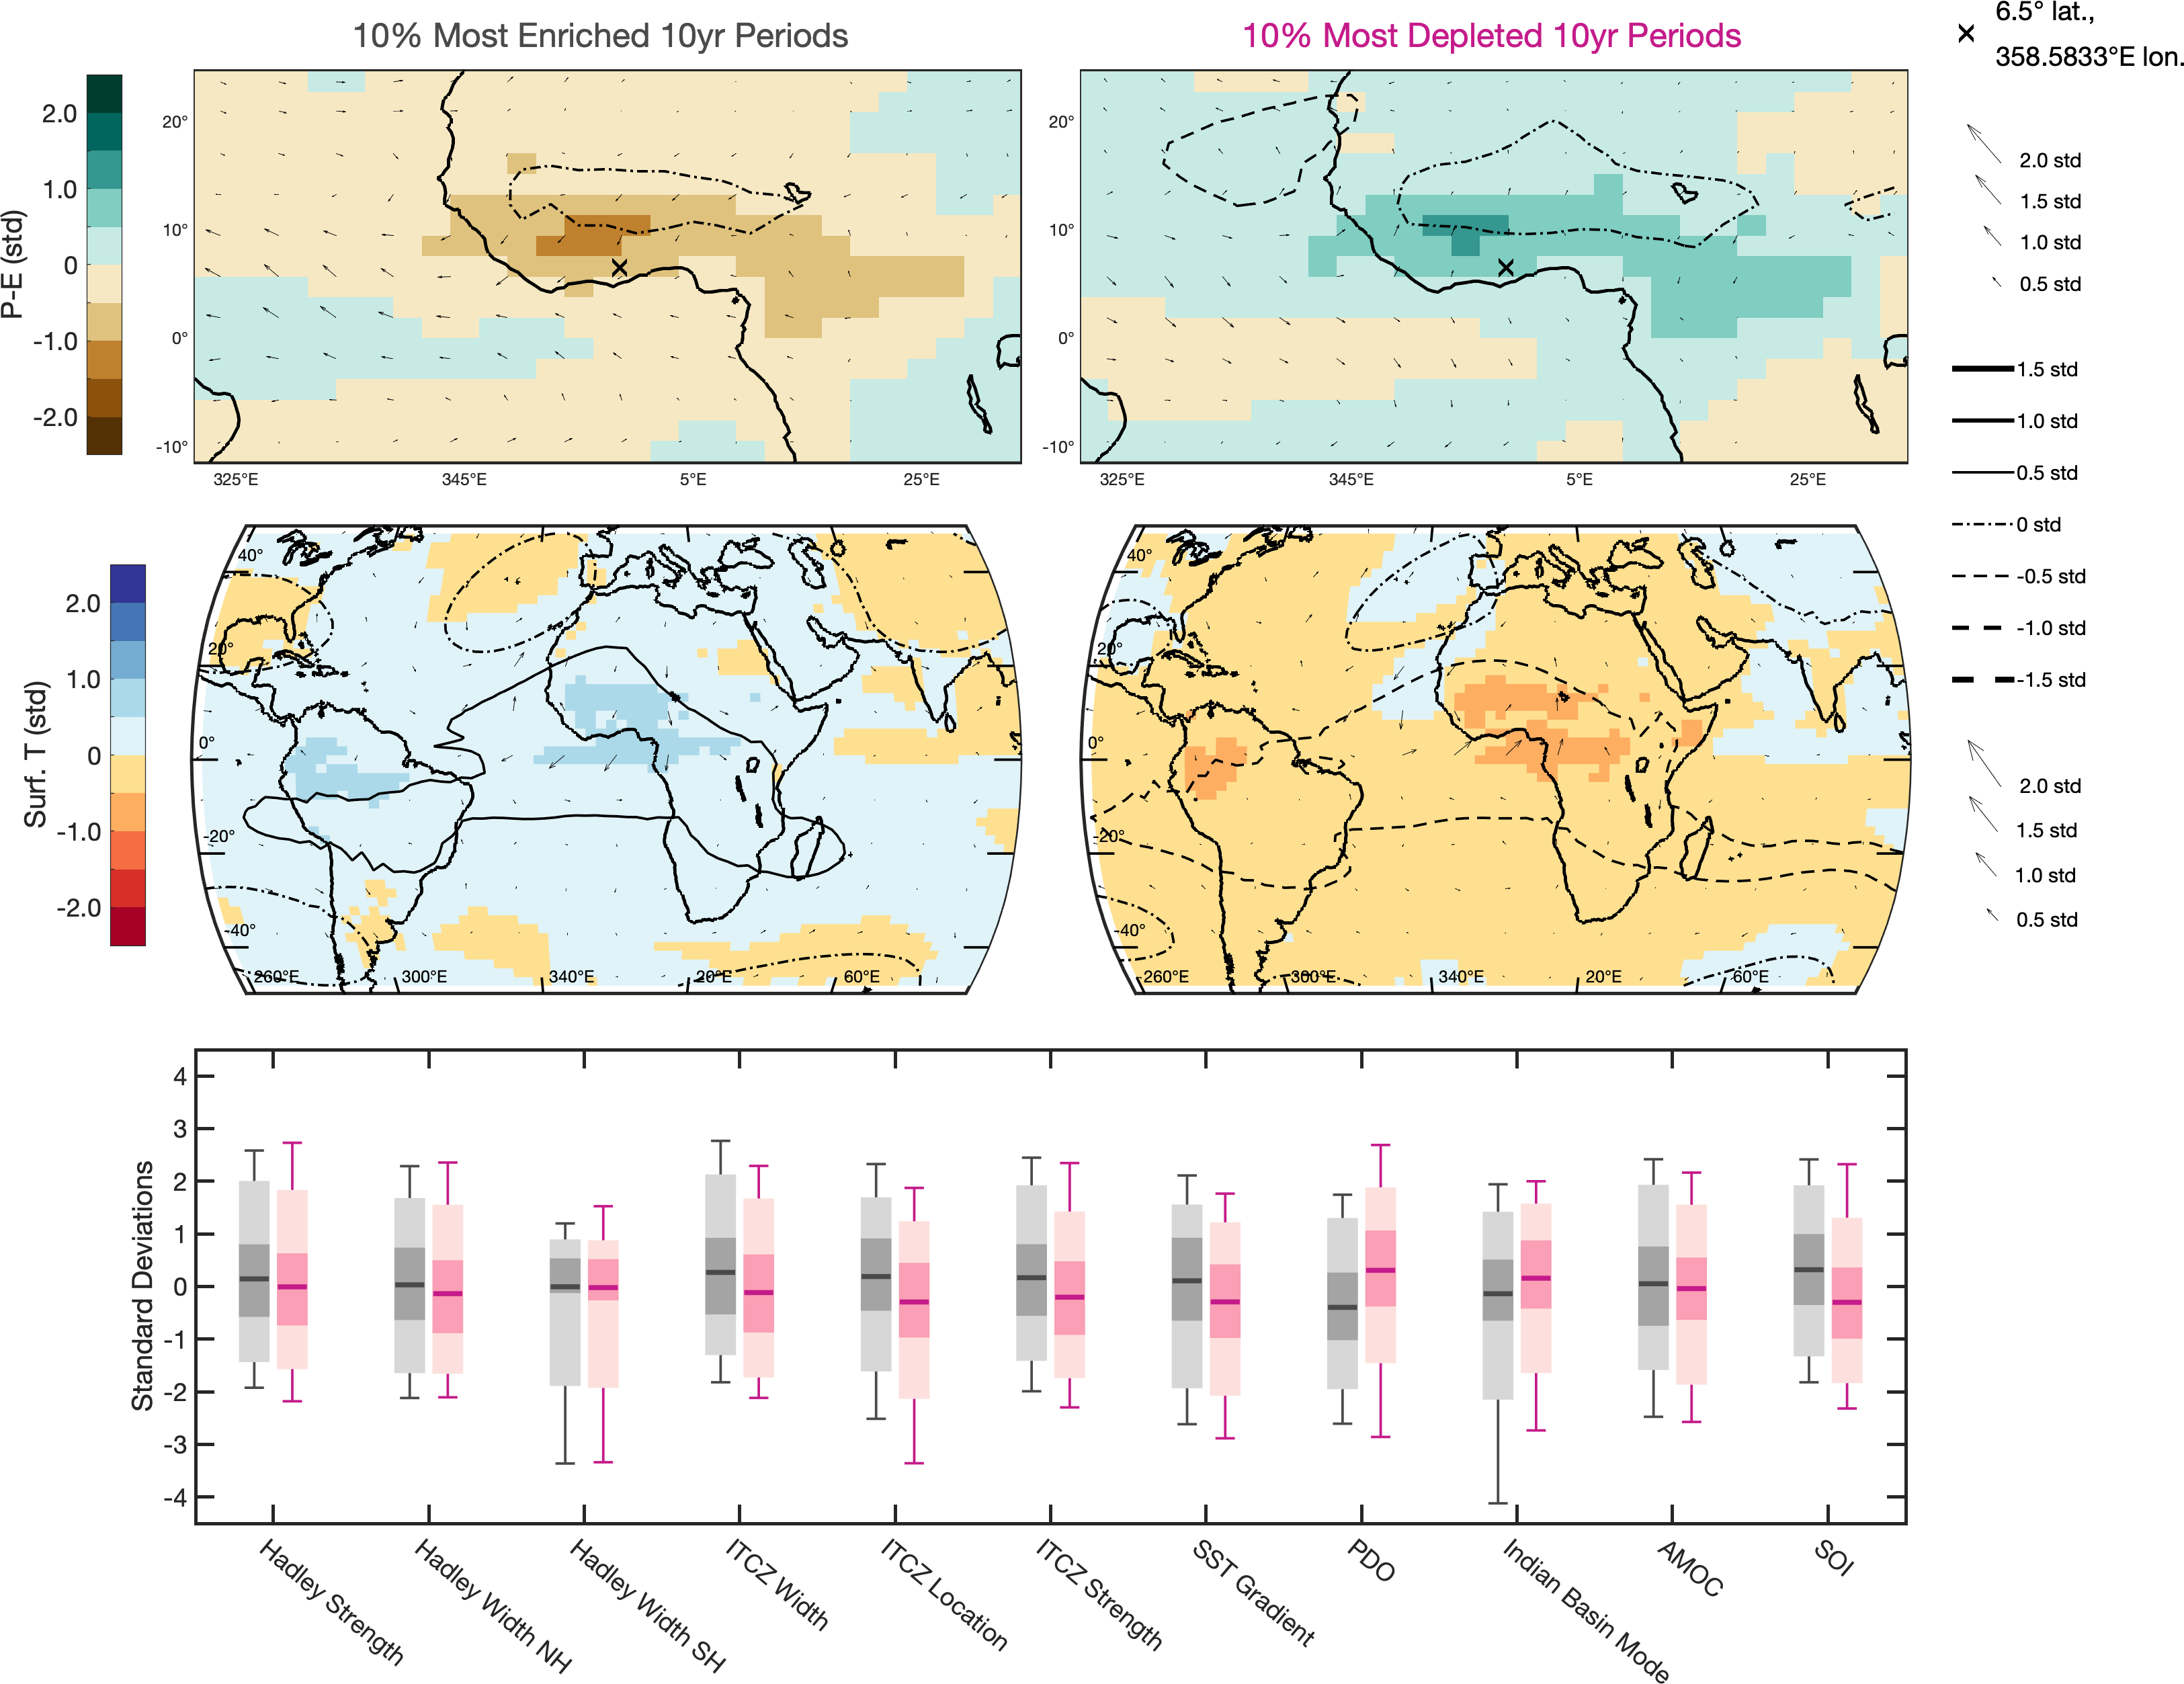 10% Most Enriched 10yr Periods
10% Most Depleted 10yr Periods
6.5° lat.,
358.5833°E lon.
P-E (std)
2.0
1.0
0
-1.0
-2.0
20°
10°
0°
-10°
325°E
345°E
5°E
25°E
20°
10°
0°
-10°
325°E
345°E
5°E
25°E
2.0 std
1.5 std
1.0 std
0.5 std
1.5 std
1.0 std
0.5 std
0 std
-0.5 std
-1.0 std
-1.5 std
Surf. T (std)
2.0
1.0
0
-1.0
-2.0
40°
20°
0°
-20°
-40°
260°E
300°E
340°E
20°E
60°E
40°
20°
0°
-20°
-40°
260°E
300°E
340°E
20°E
60°E
2.0 std
1.5 std
1.0 std
0.5 std
Standard Deviations
4
3
2
1
0
-1
-2
-3
-4
Hadley Strength
Hadley Width NH
Hadley Width SH
ITCZ Width
ITCZ Location
ITCZ Strength
SST Gradient
PDO
Indian Basin Mode
AMOC
SOI